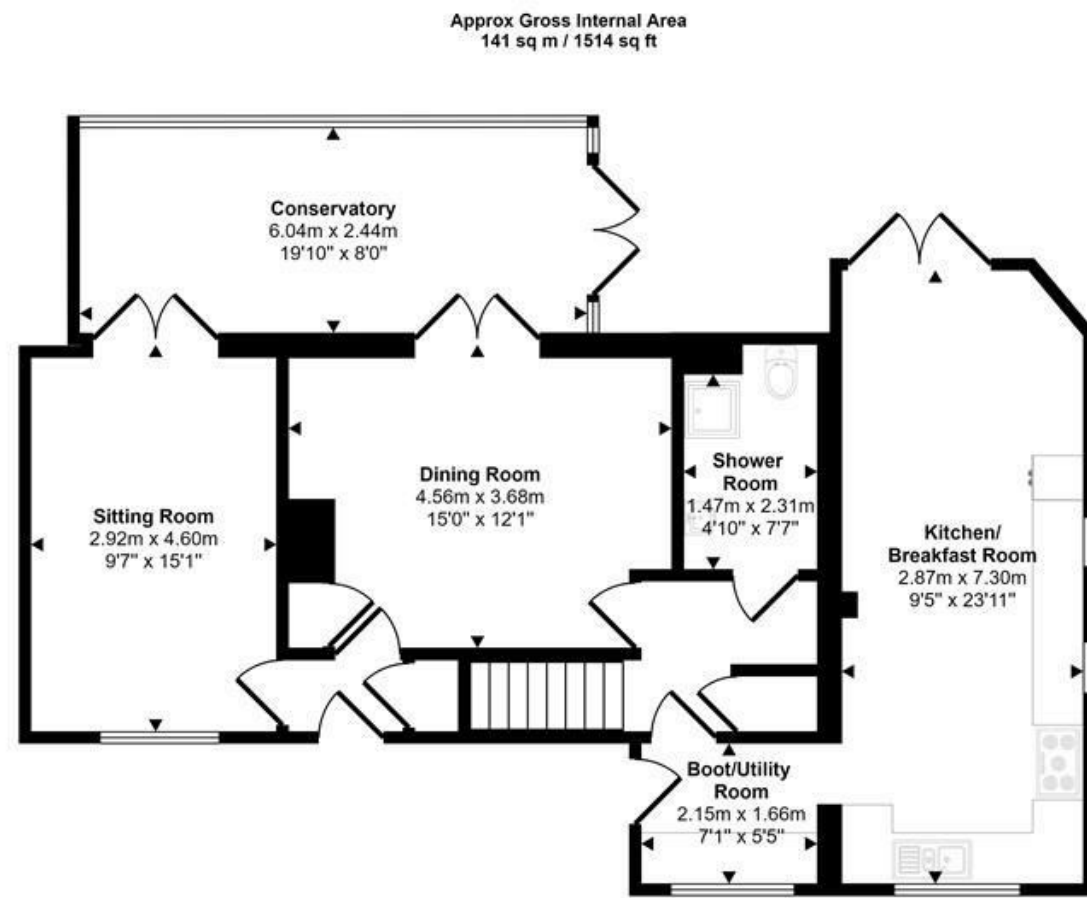 Approx Gross Internal Area
141 sq m / 1514 sq ft
Conservatory
6.04m x 2.44m
19'10" x 8'0"
Dining Room
4.56m x 3.68m
15'0" x 12'1"
Shower
Room
1.47m x 2.31m
4'10" x 7'7"
Sitting Room
2.92m x 4.60m
9'7" x 15'1"
Kitchen/
Breakfast Room
2.87m x 7.30m
9'5" x 23'11"
Boot/Utility
Room
2.15m x 1.66m
7'1" x 5'5"